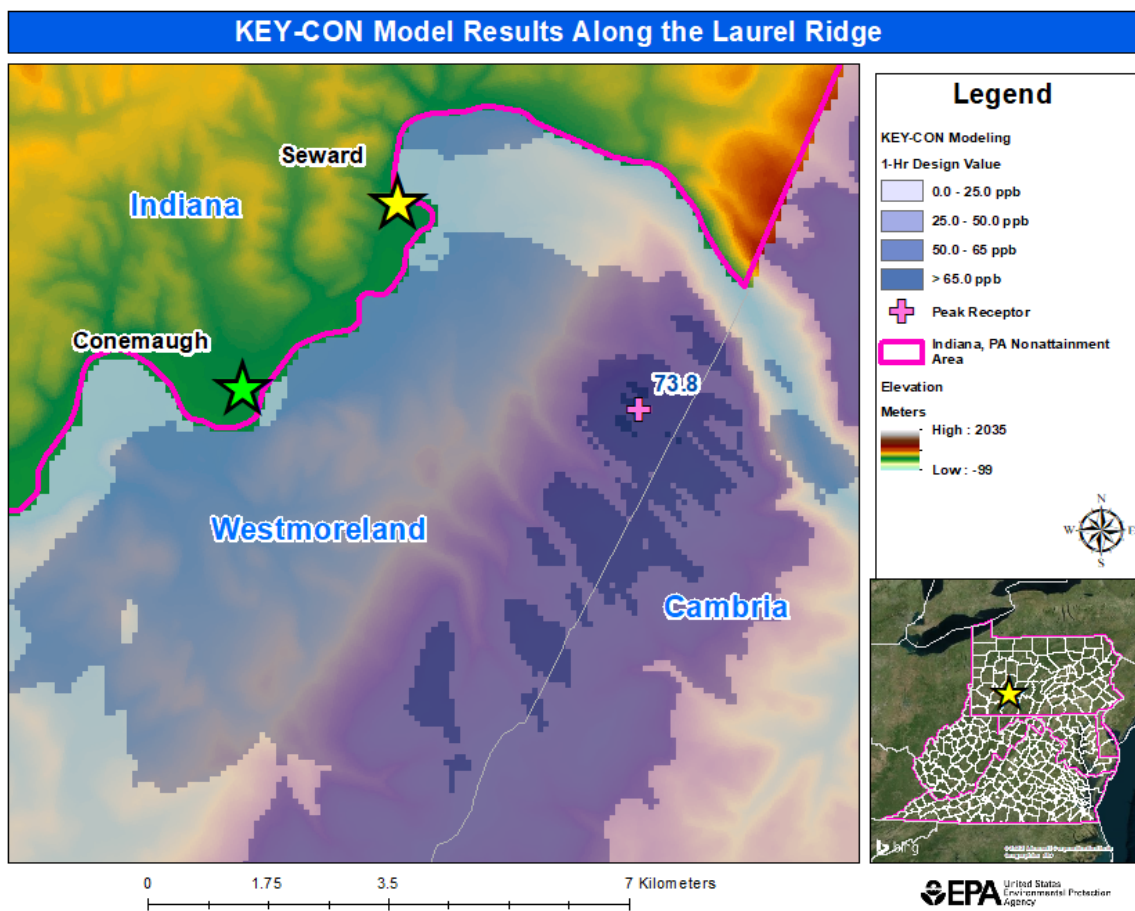 KEY-CON Model Results Along the Laurel Ridge
Seward
Indiana
Conemaugh
73.8
Westmoreland
Cambria
Legend
KEY-CON Modeling
1-Hr Design Value
0.0 - 25.0 ppb
25.0 - 50.0 ppb
50.0 - 65 ppb
> 65.0 ppb
Peak Receptor
Indiana, PA Nonattainment
Area
Elevation
Meters
High : 2035
Low : -99
N
W
E
S
bing
0
1.75
3.5
7 Kilometers
EPA
United States
Environmental Protection
Agency